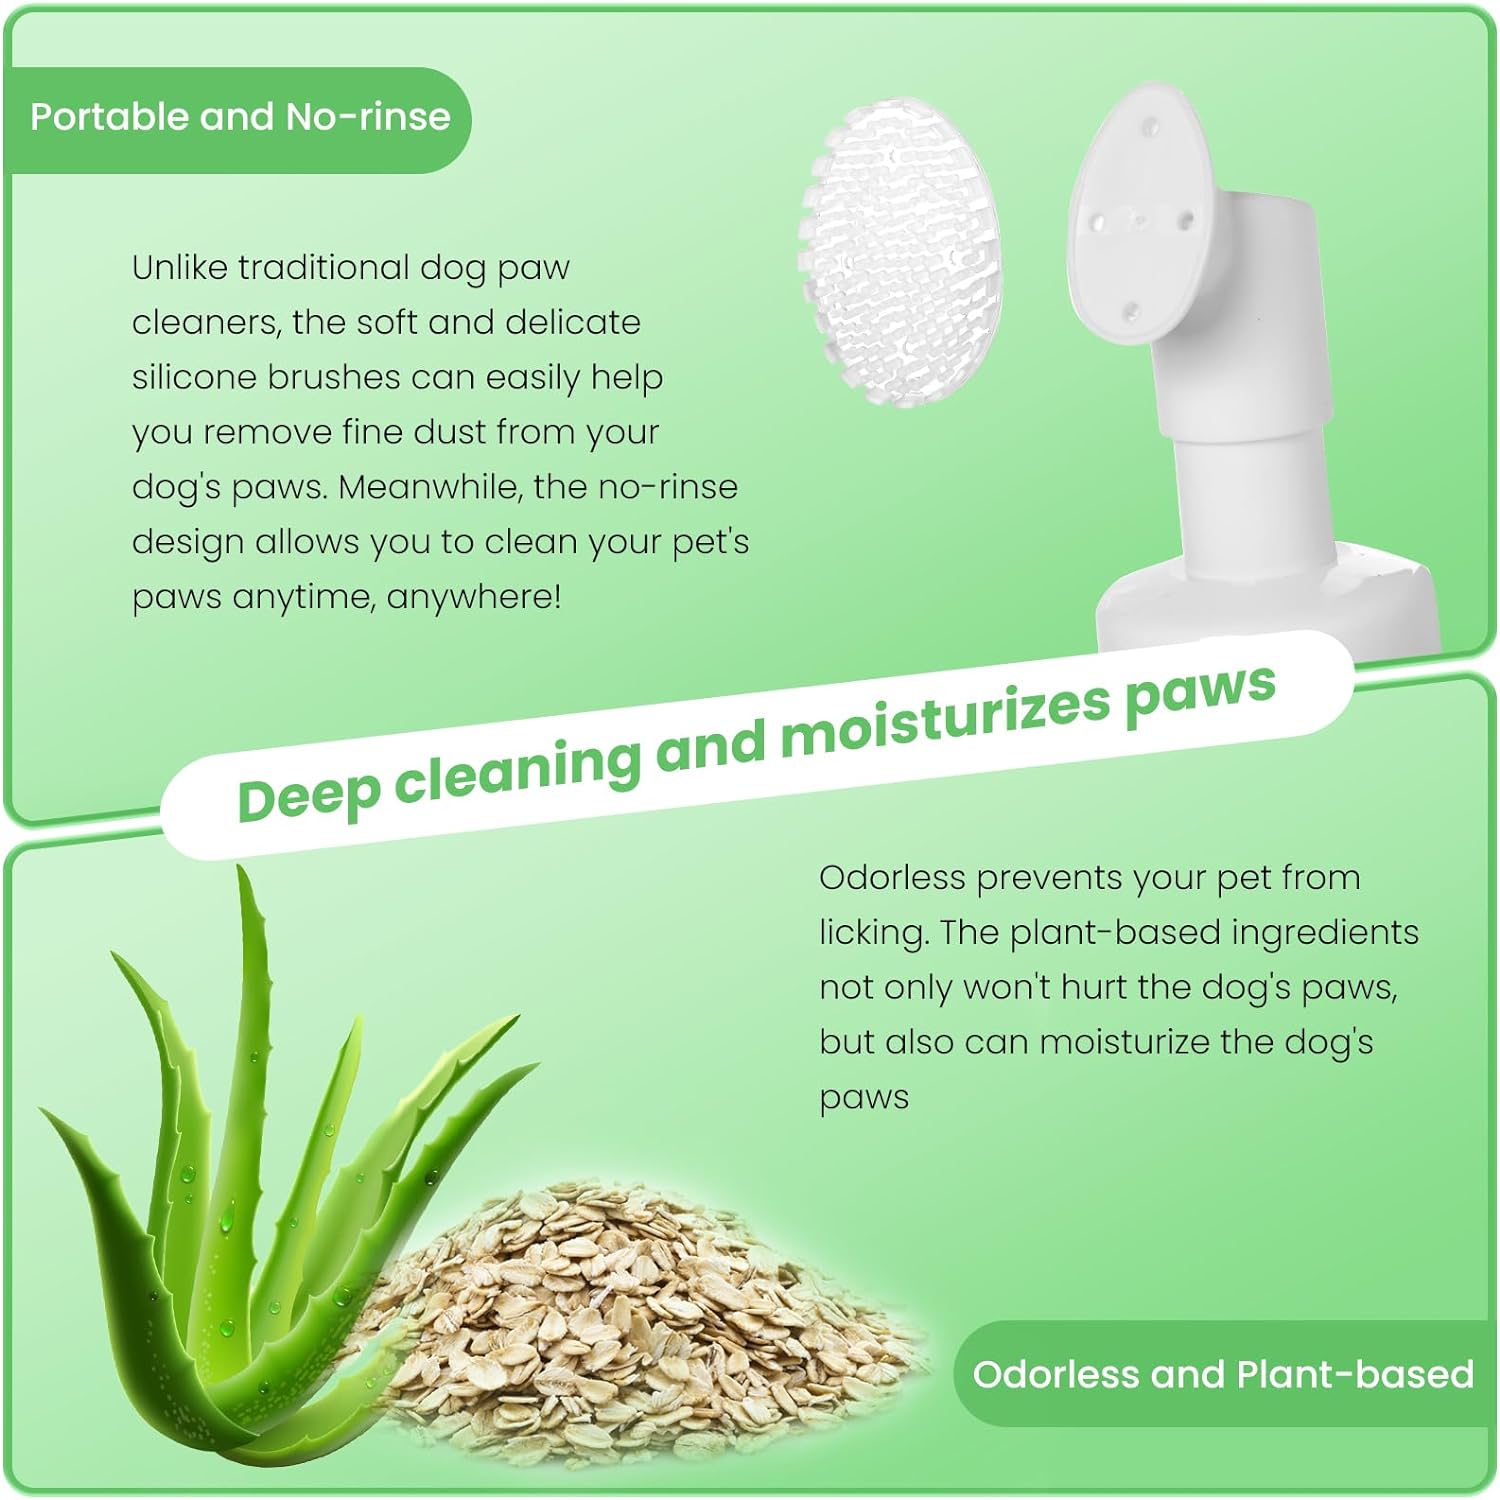 Portable and No-rinse
Unlike traditional dog paw
cleaners, the soft and delicate
silicone brushes can easily help
you remove fine dust from your
dog's paws. Meanwhile, the no-rinse
design allows you to clean your pet's
paws anytime, anywhere!
Deep cleaning and moisturizes paws
Odorless prevents your pet from
licking. The plant-based ingredients
not only won't hurt the dog's paws,
but also can moisturize the dog's
paws
Odorless and Plant-based